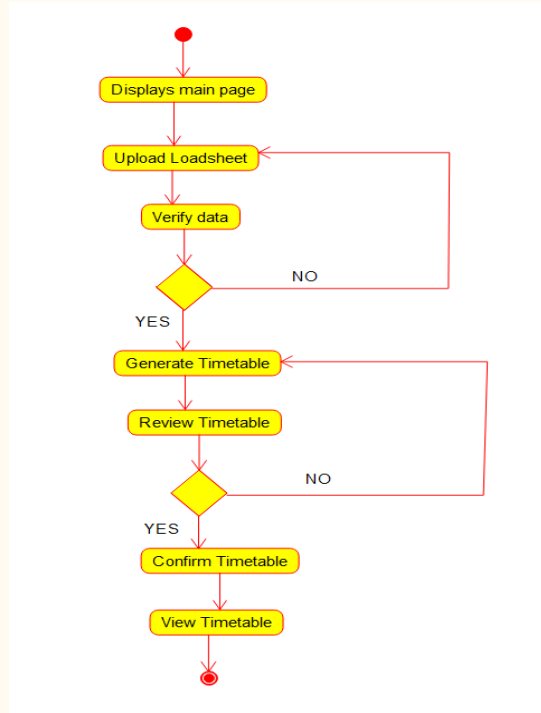 Displays main page
Upload Loadsheet
Verify data
NO
YES
Generate Timetable
Review Timetable
NO
YES
Confirm Timetable
View Timetable